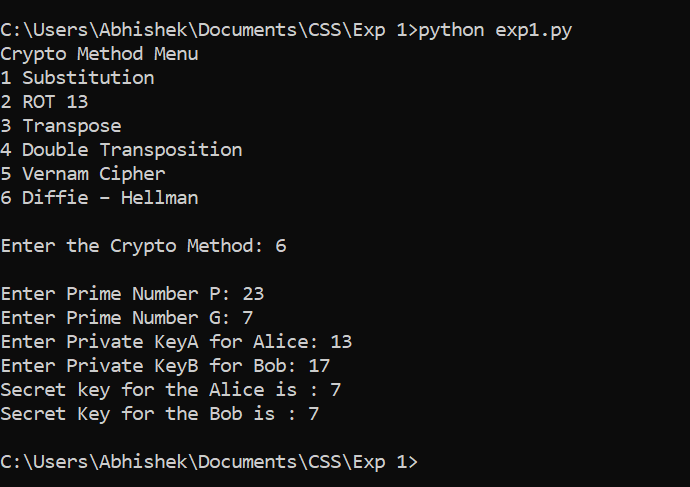 C:\Users\Abhishek\Documents\CSS\Exp 1>python exp1.py
Crypto Method Menu
1 Substitution
2 ROT 13
3 Transpose
4 Double Transposition
5 Vernam Cipher
6 Diffie – Hellman
Enter the Crypto Method: 6
Enter Prime Number P: 23
Enter Prime Number G: 7
Enter Private KeyA for Alice: 13
Enter Private KeyB for Bob: 17
Secret key for the Alice is : 7
Secret Key for the Bob is : 7
C:\Users\Abhishek\Documents\CSS\Exp 1>